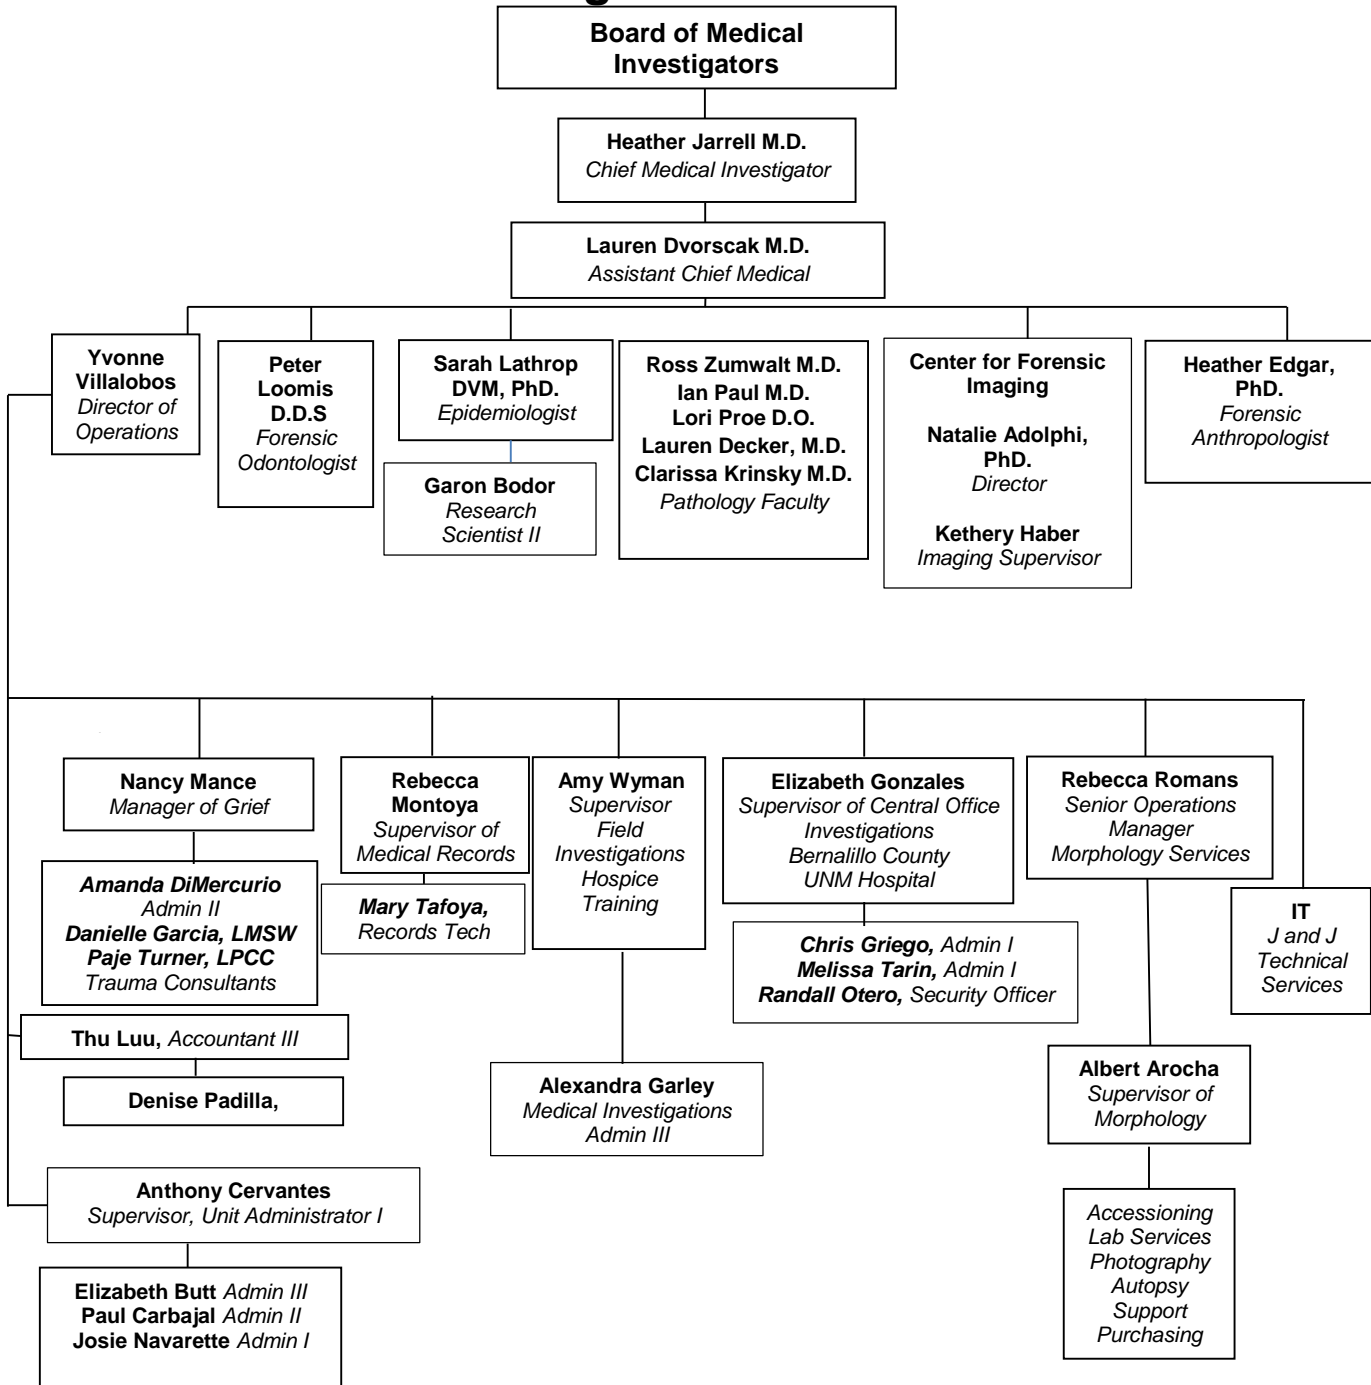 Board of Medical
Investigators
Heather Jarrell M.D.
Chief Medical Investigator
Lauren Dvorscak M.D.
Assistant Chief Medical
Yvonne
Villalobos
Director of
Operations
Peter
Loomis
D.D.S
Forensic
Odontologist
Sarah Lathrop
DVM, PhD.
Epidemiologist
Garon Bodor
Research
Scientist II
Ross Zumwalt M.D.
Ian Paul M.D.
Lori Proe D.O.
Lauren Decker, M.D.
Clarissa Krinsky M.D.
Pathology Faculty
Center for Forensic
Imaging
Natalie Adolphi,
PhD.
Director
Kethery Haber
Imaging Supervisor
Heather Edgar,
PhD.
Forensic
Anthropologist
Nancy Mance
Manager of Grief
Amanda DiMercurio
Admin II
Danielle Garcia, LMSW
Paje Turner, LPCC
Trauma Consultants
Thu Luu, Accountant III
Denise Padilla,
Anthony Cervantes
Supervisor, Unit Administrator I
Elizabeth Butt Admin III
Paul Carbajal Admin II
Josie Navarette Admin I
Rebecca
Montoya
Supervisor of
Medical Records
Mary Tafoya,
Records Tech
Amy Wyman
Supervisor
Field
Investigations
Hospice
Training
Alexandra Garley
Medical Investigations
Admin III
Elizabeth Gonzales
Supervisor of Central Office
Investigations
Bernalillo County
UNM Hospital
Chris Griego, Admin I
Melissa Tarin, Admin I
Randall Otero, Security Officer
Rebecca Romans
Senior Operations
Manager
Morphology Services
Albert Arocha
Supervisor of
Morphology
Accessioning
Lab Services
Photography
Autopsy
Support
Purchasing
IT
J and J
Technical
Services